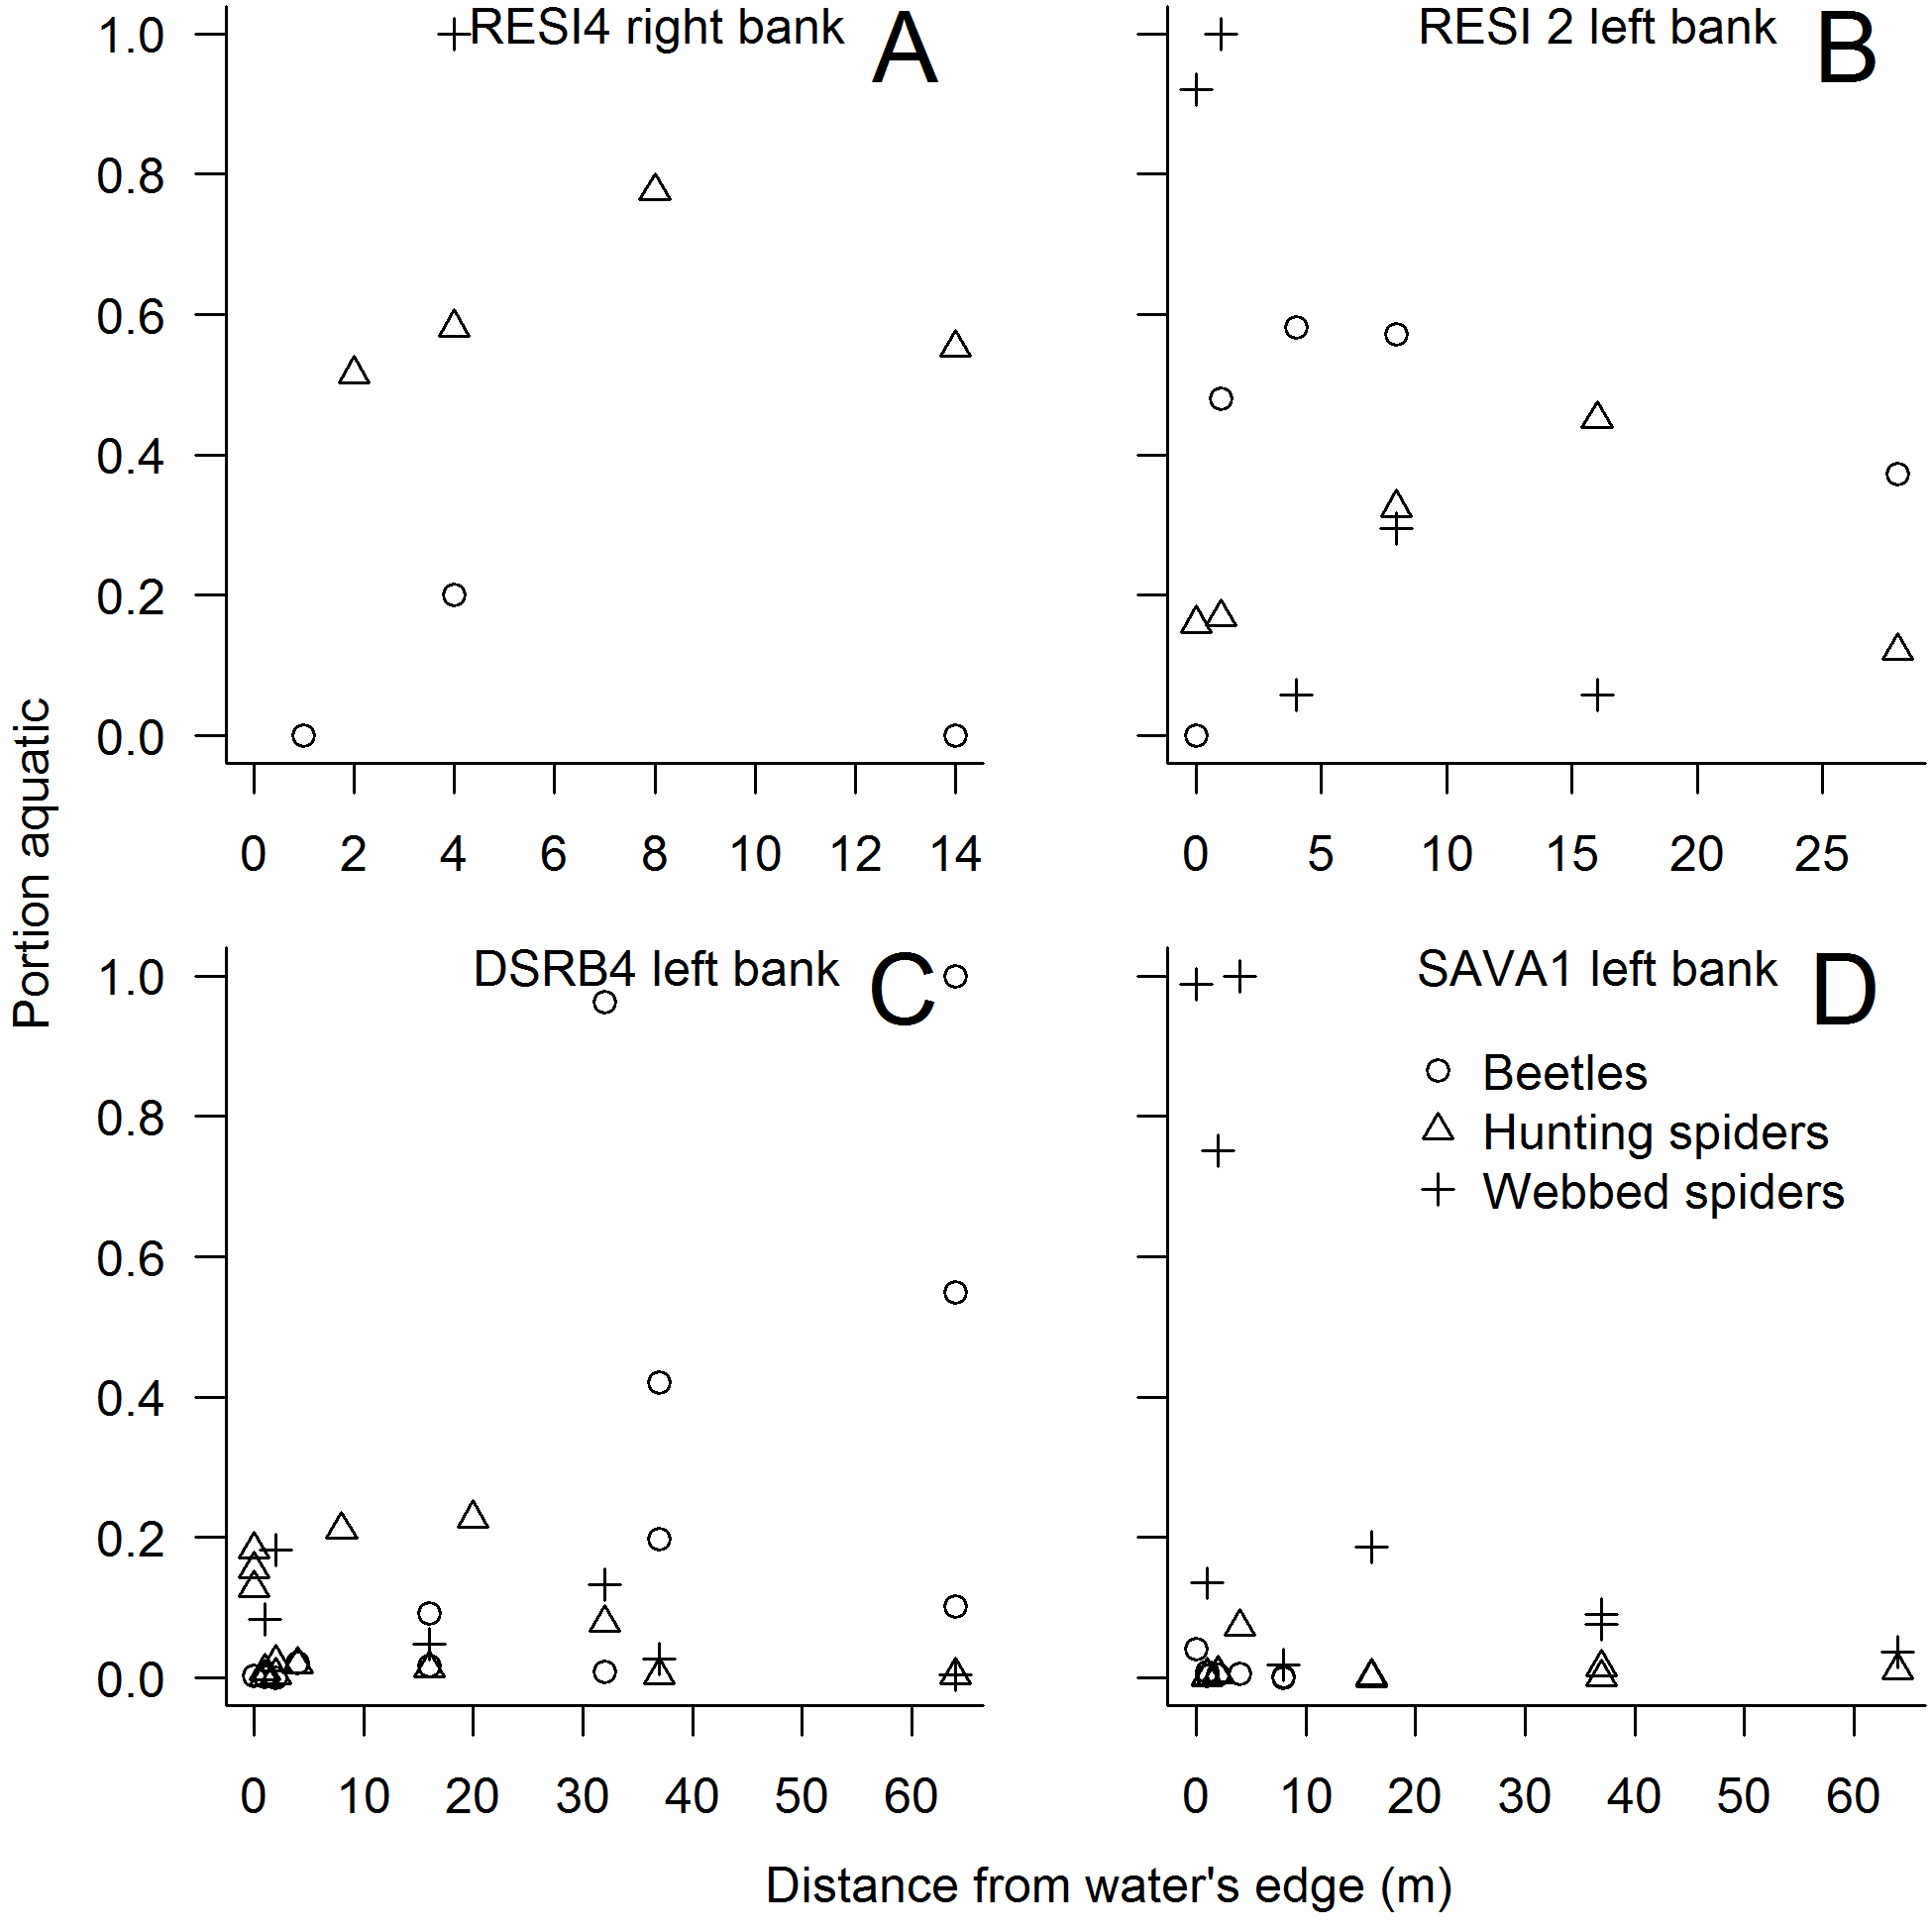 RESI4 right bank A
1.0
0.8
0.6
0.4
0.2
0.0
0 2 4 6 8 10 12 14
RESI 2 left bank B
0 5 10 15 20 25
Portion aquatic
DSRB4 left bank C
1.0
0.8
0.6
0.4
0.2
0.0
0 10 20 30 40 50 60
SAVA1 left bank D
Beetles
Hunting spiders
Webbed spiders
0 10 20 30 40 50 60
Distance from water's edge (m)